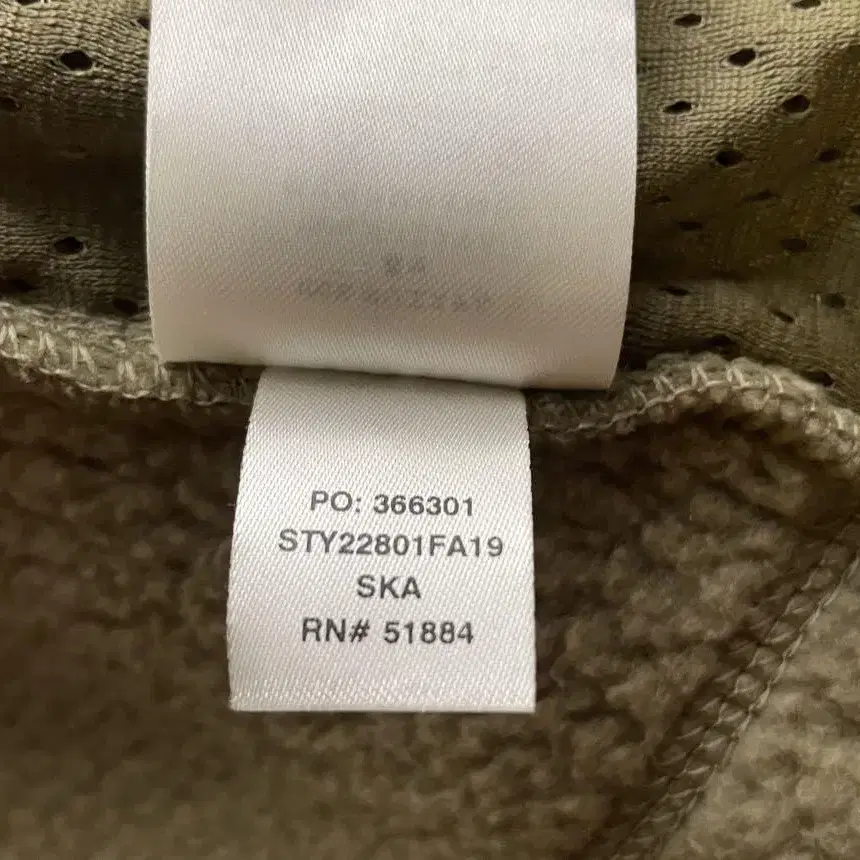 PO: 366301
STY22801FA19
SKA
RN# 51884